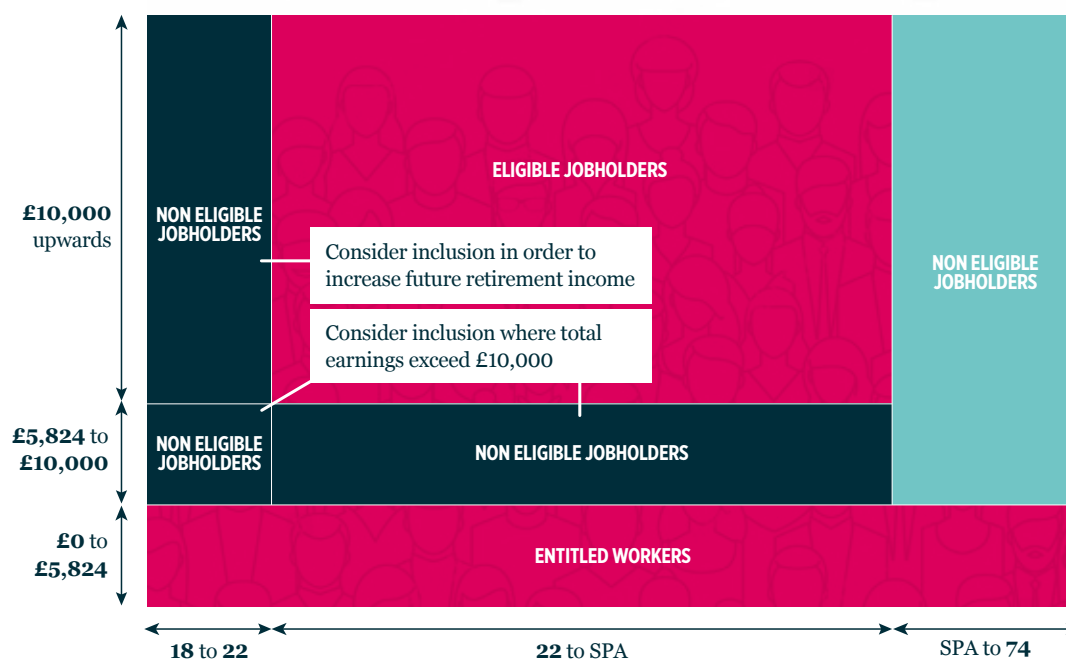 £10,000
upwards
NON ELIGIBLE
JOBHOLDERS
ELIGIBLE JOBHOLDERS
Consider inclusion in order to
increase future retirement income
Consider inclusion where total
earnings exceed £10,000
NON ELIGIBLE
JOBHOLDERS
£5,824 to
£10,000
NON ELIGIBLE
JOBHOLDERS
NON ELIGIBLE JOBHOLDERS
£0 to
£5,824
ENTITLED WORKERS
18 to 22
22 to SPA
SPA to 74